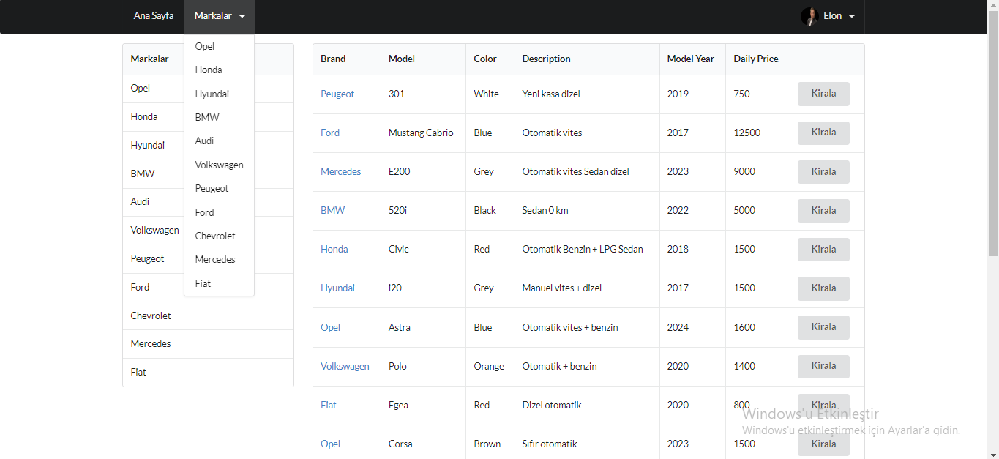 Ana Sayfa Markalar Elon
Opel
Honda
Hyundai
BMW
Audi
Volkswagen
Peugeot
Ford
Chevrolet
Mercedes
Fiat
Markalar
Opel
Honda
Hyundai
BMW
Audi
Volkswagen
Peugeot
Ford
Chevrolet
Mercedes
Fiat
Brand Model Color Description Model Year Daily Price
Peugeot 301 White Yeni kasa dizel 2019 750 Kirala
Ford Mustang Cabrio Blue Otomatik vites 2017 12500 Kirala
Mercedes E200 Grey Otomatik vites Sedan dizel 2023 9000 Kirala
BMW 520i Black Sedan 0 km 2022 5000 Kirala
Honda Civic Red Otomatik Benzin + LPG Sedan 2018 1500 Kirala
Hyundai i20 Grey Manuel vites + dizel 2017 1500 Kirala
Opel Astra Blue Otomatik vites + benzin 2024 1600 Kirala
Volkswagen Polo Orange Otomatik + benzin 2020 1400 Kirala
Fiat Egea Red Dizel otomatik 2020 800 Kirala
Opel Corsa Brown Sıfır otomatik 2023 1500 Kirala
Windows'u Etkinleştir
Windows'u etkinleştirmek için Ayarlar'a gidin.